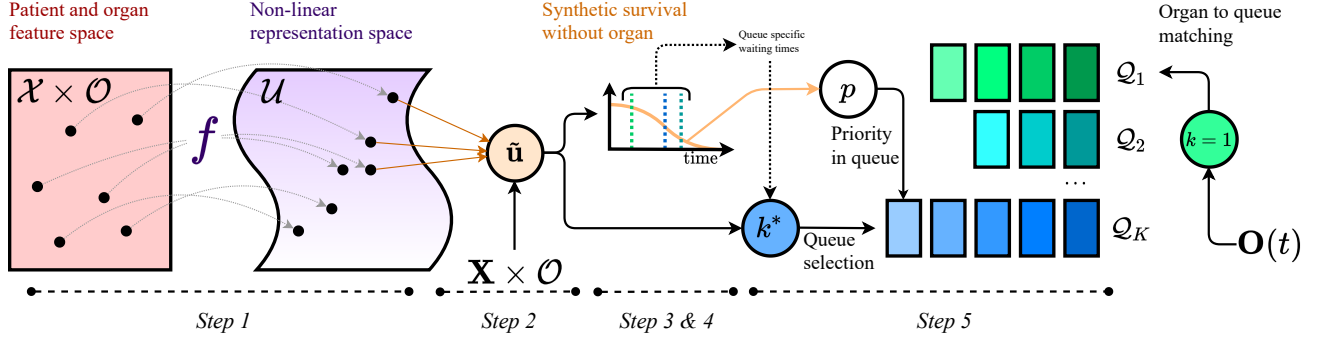 Patient and organ
feature space
Non-linear
representation space
Synthetic survival
without organ
Queue specific
waiting times
Organ to queue
matching
𝒳 × 𝒪
𝒰
f
ũ
time
p
Priority
in queue
𝒬₁
𝒬₂
...
𝒬_K
k = 1
k*
Queue
selection
X × 𝒪
O(t)
Step 1
Step 2
Step 3 & 4
Step 5